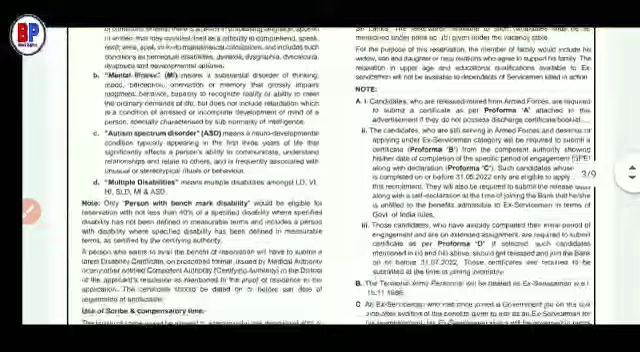 BP
b. "Mental Illness" (MI) means a substantial disorder of thinking,
mood, perception, orientation or memory that grossly impairs
judgment, behavior, capacity to recognize reality or ability to meet
the ordinary demands of life, but does not include retardation which
is a condition of arrested or incomplete development of mind of a
person, specially characterised by sub normality of intelligence.
c. "Autism spectrum disorder" (ASD) means a neuro-developmental
condition typically appearing in the first three years of life that
significantly affects a person's ability to communicate, understand
relationships and relate to others, and is frequently associated with
unusual or stereotypical rituals or behaviour.
d. "Multiple Disabilities" means multiple disabilities amongst LD, VI,
HI, SLD, MI & ASD.
Note: Only "Person with bench mark disability" would be eligible for
reservation with not less than 40% of a specified disability where specified
disability has not been defined in measurable terms and includes a person
with disability where specified disability has been defined in measurable
terms, as certified by the certifying authority.
A person who wants to avail the benefit of reservation will have to submit a
latest Disability Certificate, on prescribed format, issued by Medical Authority
or any other notified Competent Authority (Certifying Authority) in the District
of the applicant's residence as mentioned in the proof of residence in the
application. The certificate should be dated on or before last date of
registration of application.
Use of Scribe & compensatory time:
mentioned under point no. given under the vacancy table.
For the purpose of this reservation, the member of family would include his
widow, son and daughter or near relations who agree to support his family. The
relaxation in upper age and educational qualifications available to Ex-
servicemen will not be available to dependents of Servicemen killed in action
NOTE:
A. i. Candidates, who are released/retired from Armed Forces, are required
to submit a certificate as per Proforma 'A' attached in the
advertisement if they do not possess discharge certificate/book/
ii. The candidates, who are still serving in Armed Forces and desirous of
applying under Ex-Servicemen category will be required to submit a
certificate (Proforma 'B') from the competent authority showing
his/her date of completion of the specific period of engagement (SPE)
along with declaration (Proforma 'C'). Such candidates whose
is completed on or before 31.05.2022 only are eligible to apply
this recruitment. They will also be required to submit the release letter
along with a self-declaration at the time of joining the Bank that he/she
is entitled to the benefits admissible to Ex-Servicemen in terms of
Govt. of India rules.
iii. Those candidates, who have already completed their initial period of
engagement and are on extended assignment, are required to submit
certificate as per Proforma 'D'. If selected such candidates
mentioned in (ii) and (iii) above, should get released and join the Bank
on or before 31.07.2022. These certificates are required to be
submitted at the time of joining
B. The Territorial Army Personnel will be treated as Ex-Servicemen w.e.f.
15.11.1986.
3/9